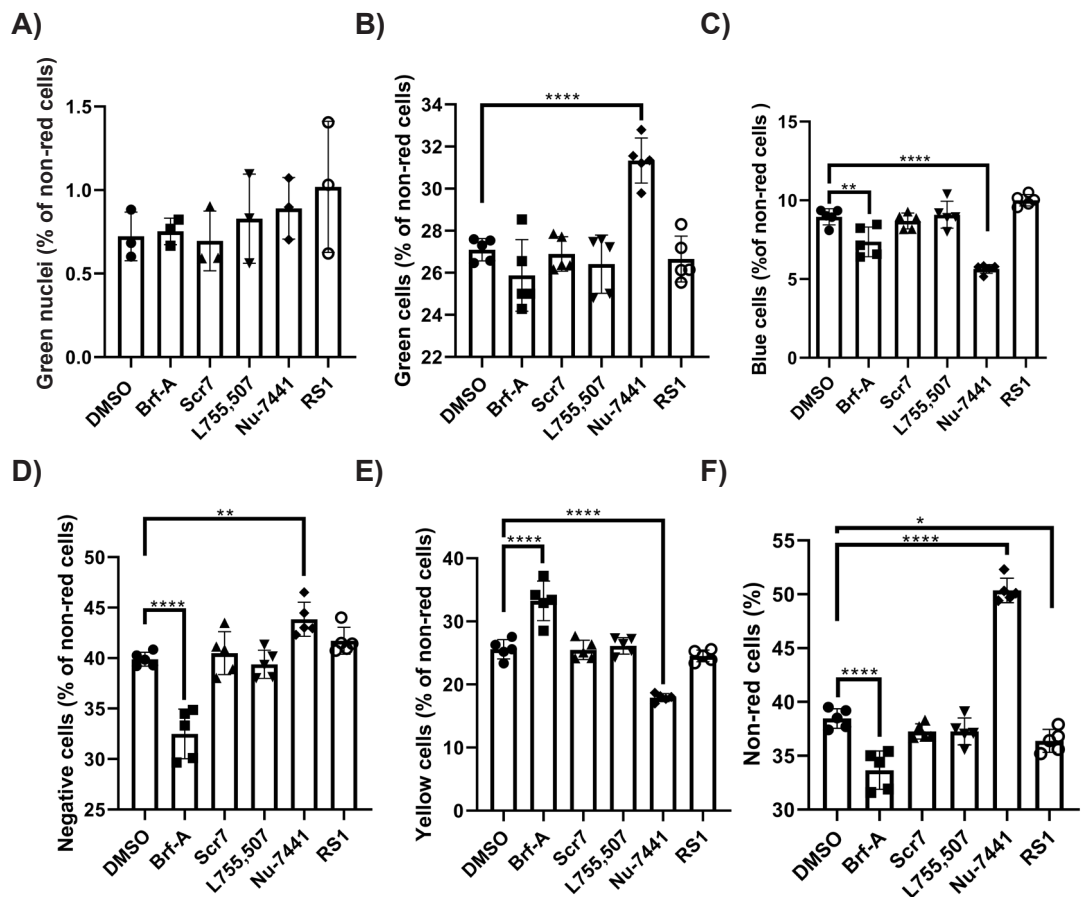 A)
Green nuclei (% of non-red cells)
1.5
1.0
0.5
0.0
DMSO
Brf-A
Scr7
L755,507
Nu-7441
RS1
B)
Green cells (% of non-red cells)
34
32
30
28
26
24
22
****
DMSO
Brf-A
Scr7
L755,507
Nu-7441
RS1
C)
Blue cells (%of non-red cells )
15
10
5
0
****
**
DMSO
Brf-A
Scr7
L755,507
Nu-7441
RS1
D)
Negative cells (% of non-red cells)
50
45
40
35
30
25
**
****
DMSO
Brf-A
Scr7
L755,507
Nu-7441
RS1
E)
Yellow cells (% of non-red cells)
40
30
20
10
0
****
****
DMSO
Brf-A
Scr7
L755,507
Nu-7441
RS1
F)
Non-red cells (%)
55
50
45
40
35
30
*
****
****
DMSO
Brf-A
Scr7
L755,507
Nu-7441
RS1